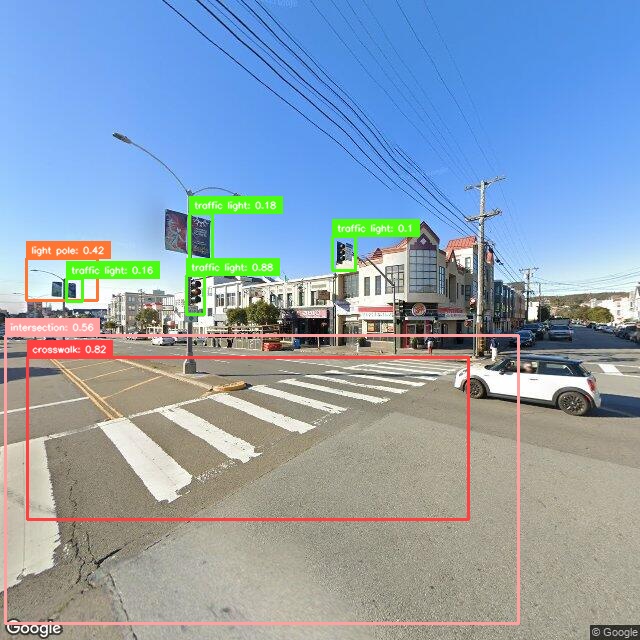 traffic light: 0.18
traffic light: 0.1
light pole: 0.42
traffic light: 0.16
traffic light: 0.88
intersection: 0.56
crosswalk: 0.82
Google
© Google